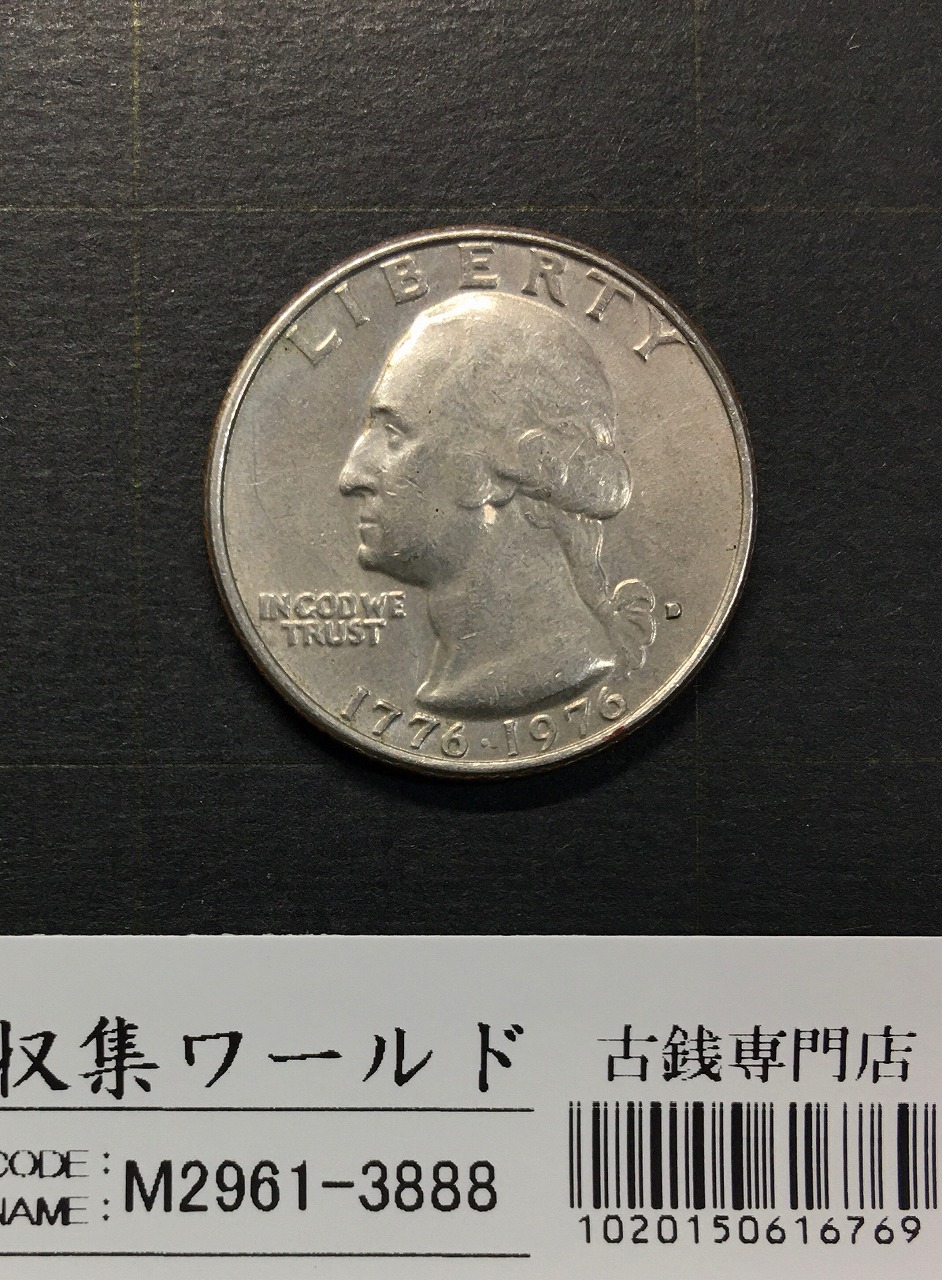 LIBERTY
IN GOD WE
TRUST
D
1776·1976
収集ワールド
古銭専門店
CODE:
M2961-3888
NAME:
1020150616769